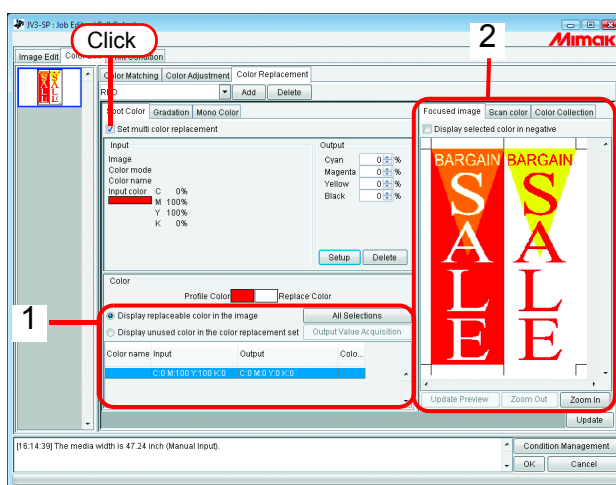 JV3-SP : Job Edit
Click
2
Mimaki
Image Edit
Condition
Color Matching Color Adjustment Color Replacement
RED Add Delete
Spot Color Gradation Mono Color
Set multi color replacement
Input
Image
Color mode
Color name
Input color C 0%
M 100%
Y 100%
K 0%
Output
Cyan 0 %
Magenta 0 %
Yellow 0 %
Black 0 %
Setup Delete
Color
Profile Color Replace Color
1
Display replaceable color in the image All Selections
Display unused color in the color replacement set Output Value Acquisition
Color name Input Output Colo...
C:0 M:100 Y:100 K:0 C:0 M:0 Y:0 K:0
Focused image Scan color Color Collection
Display selected color in negative
BARGAIN BARGAIN
SALE SALE
Update Preview Zoom Out Zoom In
Update
[16:14:39] The media width is 47.24 inch (Manual Input).
Condition Management
OK Cancel